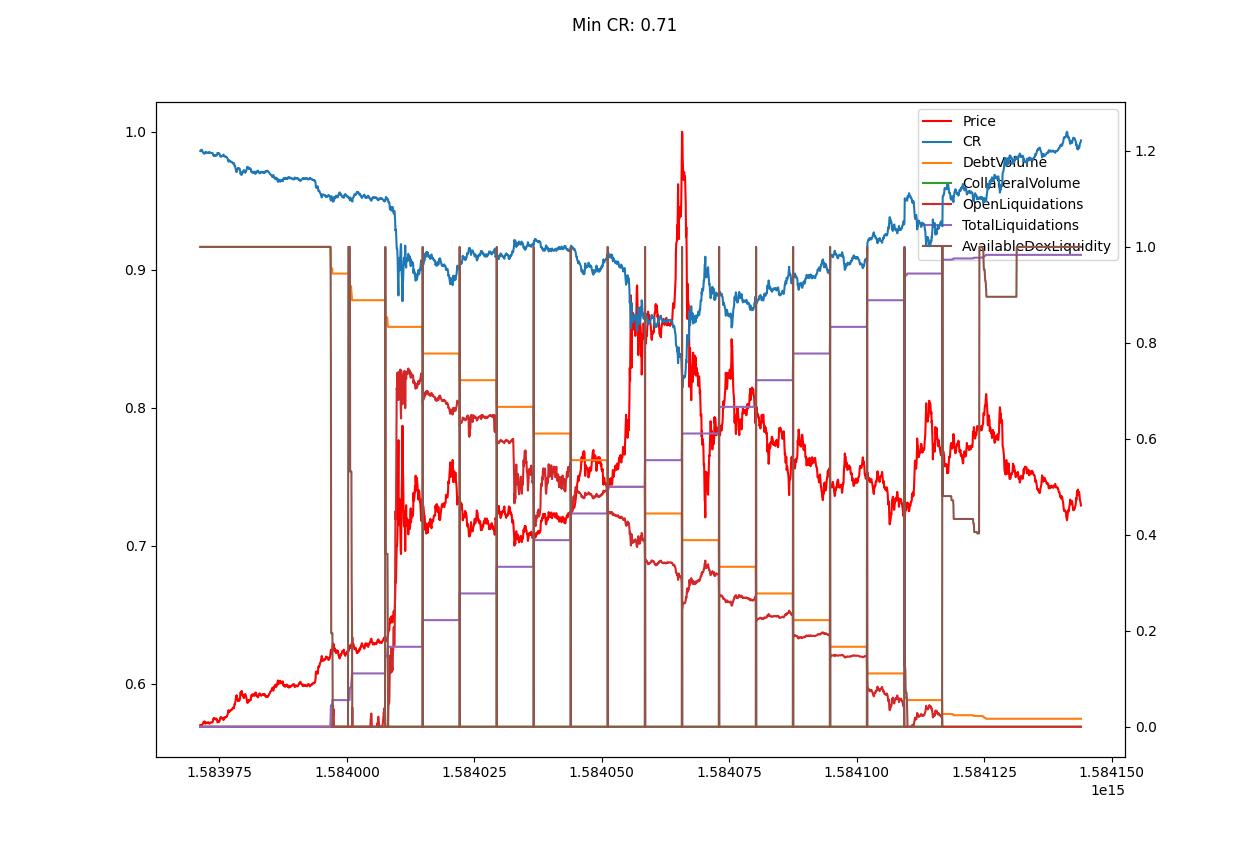 Min CR: 0.71
1.0
0.9
0.8
0.7
0.6
Price
CR
DebtVolume
CollateralVolume
OpenLiquidations
TotalLiquidations
AvailableDexLiquidity
1.2
1.0
0.8
0.6
0.4
0.2
0.0
1.583975
1.584000
1.584025
1.584050
1.584075
1.584100
1.584125
1.584150
1e15